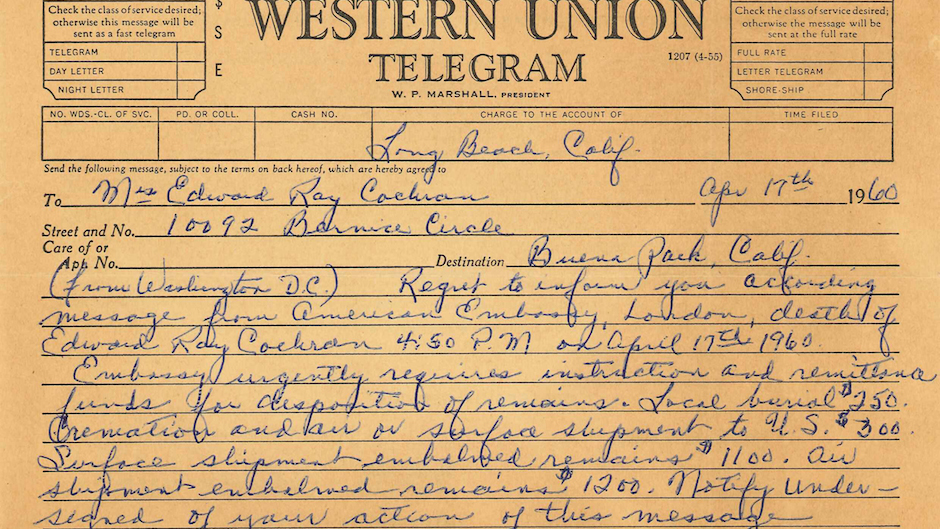 Check the class of service desired;
otherwise this message will be
sent as a fast telegram
TELEGRAM
DAY LETTER
NIGHT LETTER
$
S
E
WESTERN UNION
TELEGRAM
1207 (4-55)
W. P. MARSHALL, PRESIDENT
Check the class of service desired;
otherwise the message will be
sent at the full rate
FULL RATE
LETTER TELEGRAM
SHORE-SHIP
NO. WDS.-CL. OF SVC. PD. OR COLL. CASH NO. CHARGE TO THE ACCOUNT OF TIME FILED
Long Beach, Calif.
Send the following message, subject to the terms on back hereof, which are hereby agreed to
To Mrs Edward Ray Cochran Apr 17th 1960
Street and No. 10092 Bernice Circle
Care of or
Apt. No. Destination Buena Park, Calif.
(From Washington D.C.) Regret to inform you according
message from American Embassy, London, death of
Edward Ray Cochran 4:50 P.M on April 17th 1960.
Embassy urgently requires instruction and remittance
funds for disposition of remains. Local burial $250.
Cremation and air or surface shipment to U.S. $300.
Surface shipment embalmed remains $1100. Air
shipment embalmed remains $1200. Notify under-
signed of your action of this message